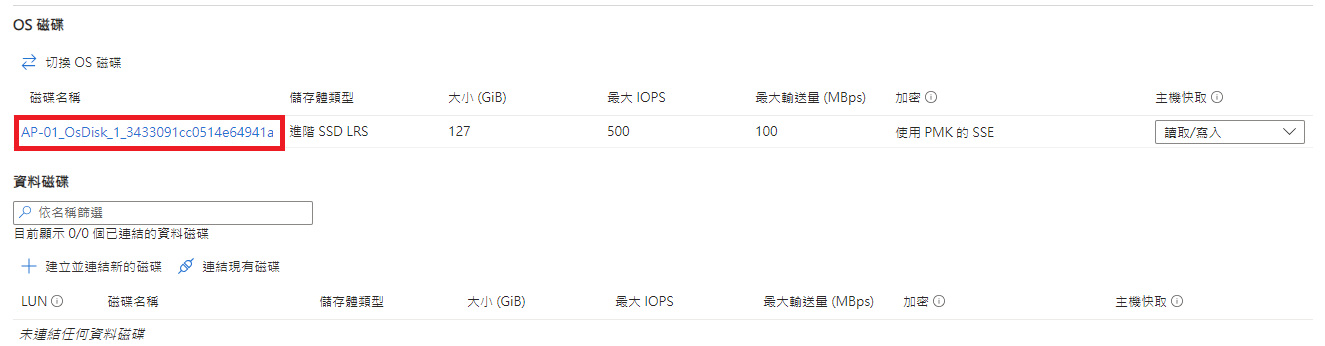 OS 磁碟
切換 OS 磁碟
磁碟名稱 儲存體類型 大小 (GiB) 最大 IOPS 最大輸送量 (MBps) 加密 主機快取
AP-01_OsDisk_1_3433091cc0514e64941a 進階 SSD LRS 127 500 100 使用 PMK 的 SSE 讀取/寫入
資料磁碟
依名稱篩選
目前顯示 0/0 個已連結的資料磁碟
建立並連結新的磁碟 連結現有磁碟
LUN 磁碟名稱 儲存體類型 大小 (GiB) 最大 IOPS 最大輸送量 (MBps) 加密 主機快取
未連結任何資料磁碟